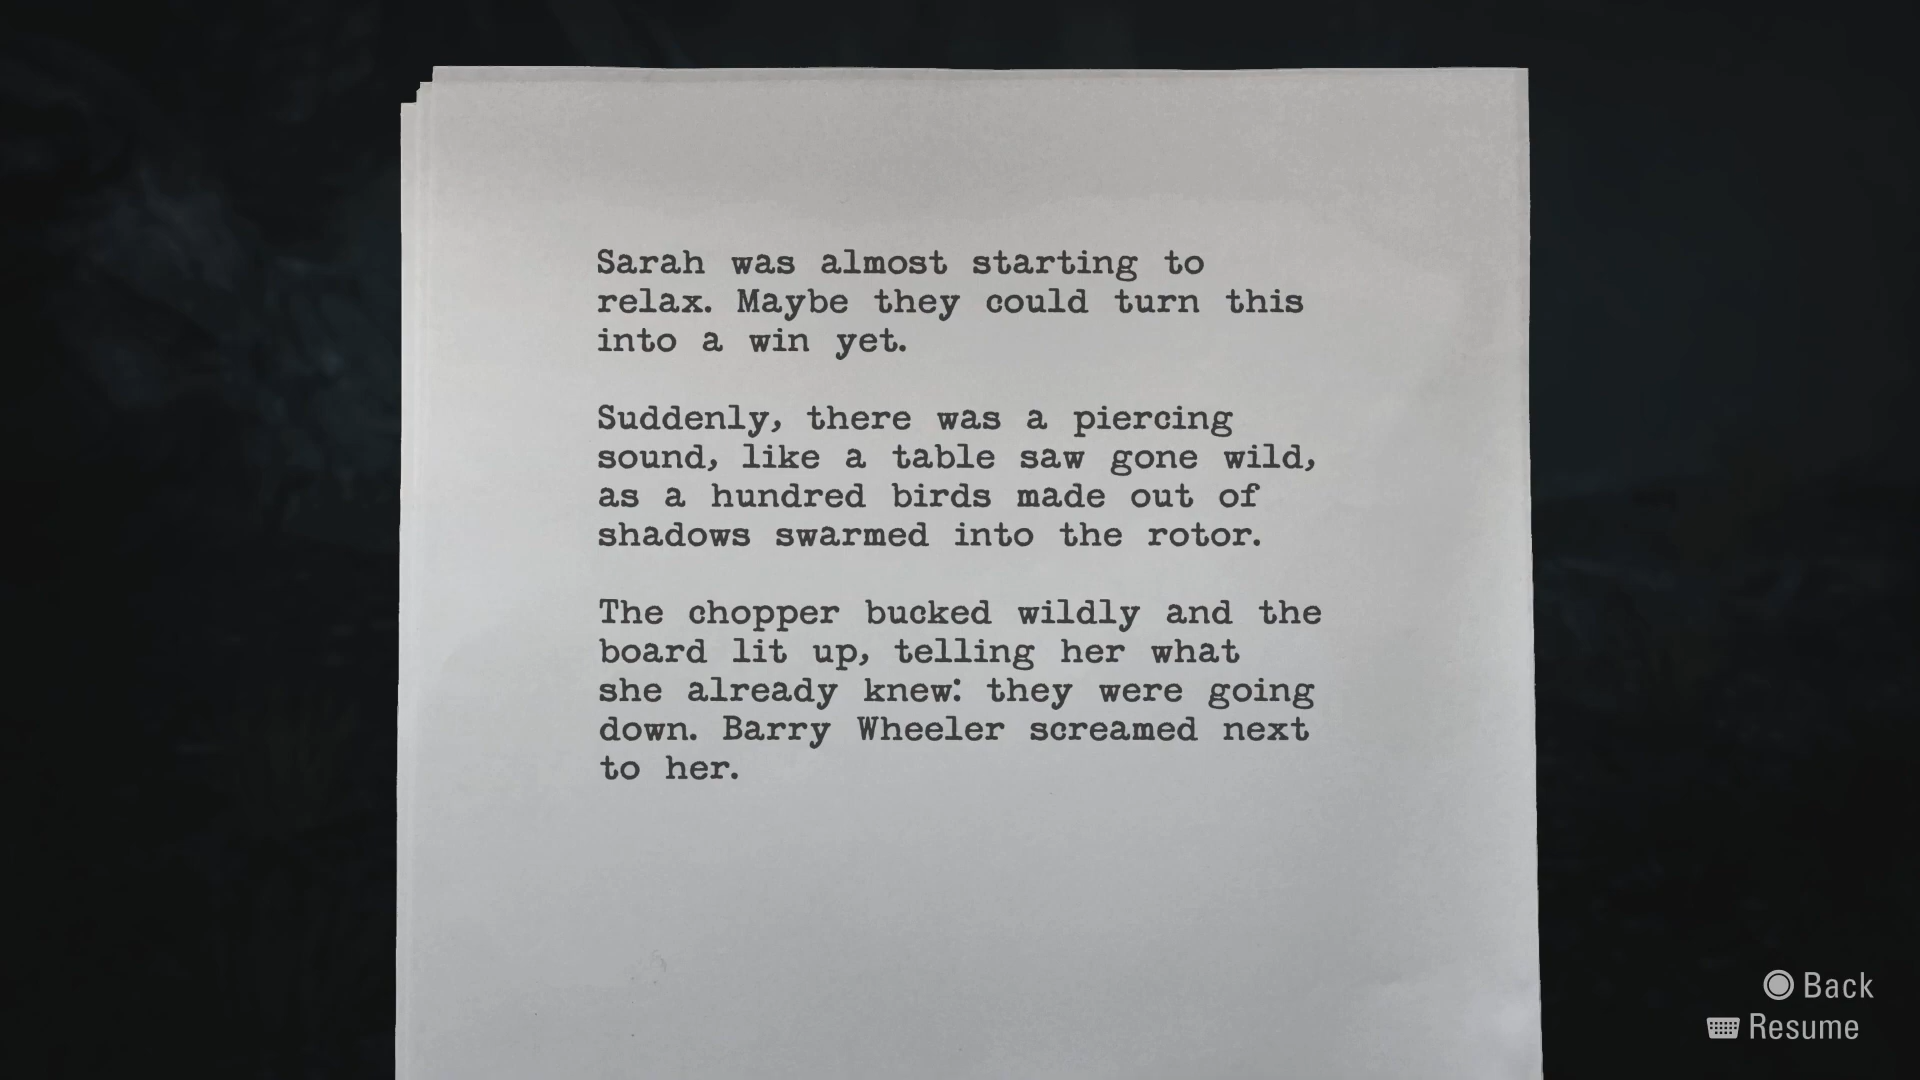 Sarah was almost starting to
relax. Maybe they could turn this
into a win yet.
Suddenly, there was a piercing
sound, like a table saw gone wild,
as a hundred birds made out of
shadows swarmed into the rotor.
The chopper bucked wildly and the
board lit up, telling her what
she already knew: they were going
down. Barry Wheeler screamed next
to her.
Back
Resume